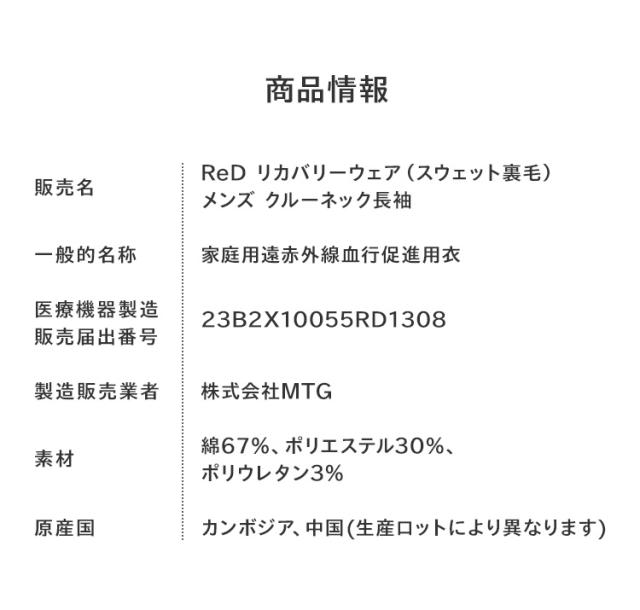 商品情報
販売名
ReD リカバリーウェア（スウェット裏毛）
メンズ クルーネック長袖
一般的名称
家庭用遠赤外線血行促進用衣
医療機器製造
販売届出番号
23B2X10055RD1308
製造販売業者
株式会社MTG
素材
綿67%、ポリエステル30%、
ポリウレタン3%
原産国
カンボジア、中国(生産ロットにより異なります)